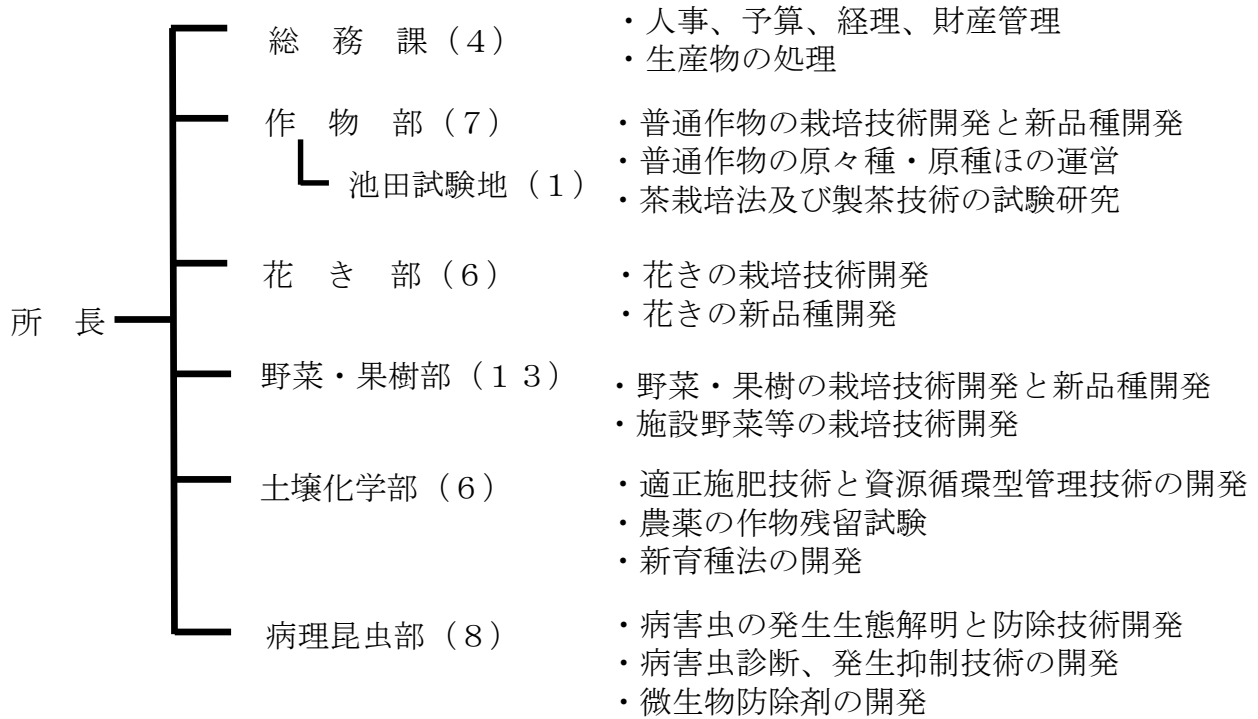 所　長
総　務　課（４）
・人事、予算、経理、財産管理
・生産物の処理
作　物　部（７）
池田試験地（１）
・普通作物の栽培技術開発と新品種開発
・普通作物の原々種・原種ほの運営
・茶栽培法及び製茶技術の試験研究
花　き　部（６）
・花きの栽培技術開発
・花きの新品種開発
野菜・果樹部（１３）
・野菜・果樹の栽培技術開発と新品種開発
・施設野菜等の栽培技術開発
土壌化学部（６）
・適正施肥技術と資源循環型管理技術の開発
・農薬の作物残留試験
・新育種法の開発
病理昆虫部（８）
・病害虫の発生生態解明と防除技術開発
・病害虫診断、発生抑制技術の開発
・微生物防除剤の開発